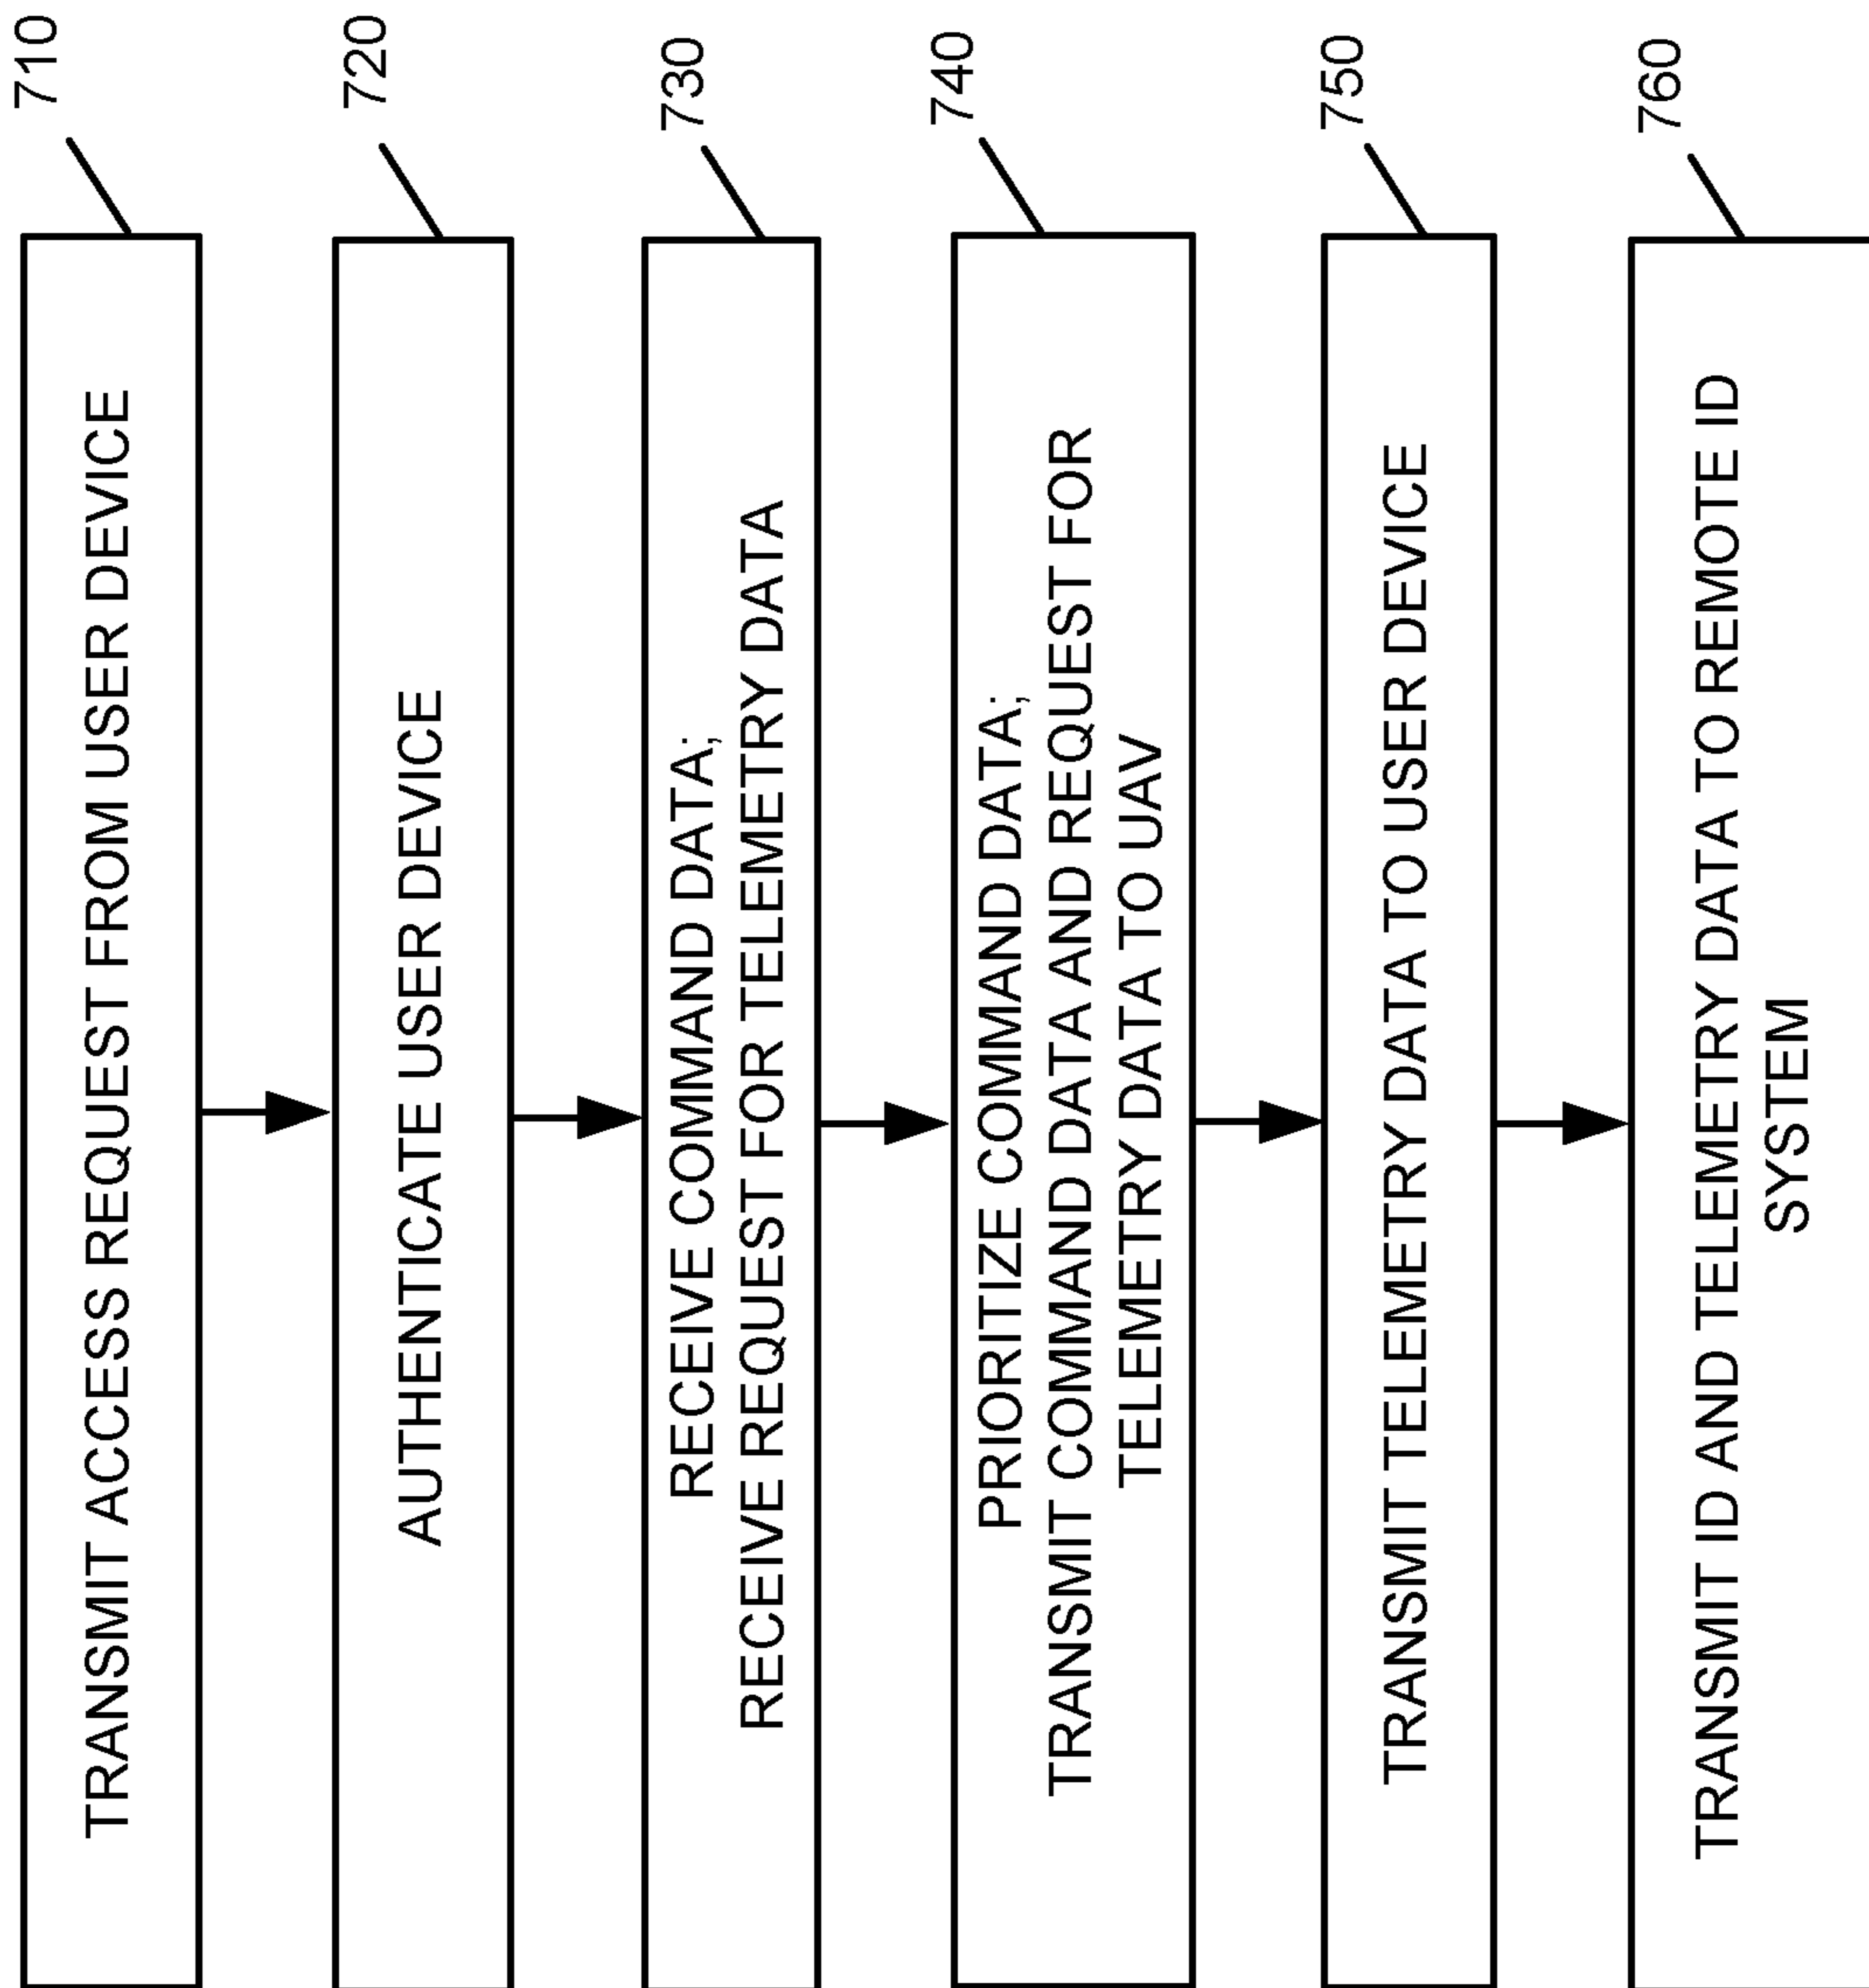 710
TRANSMIT ACCESS REQUEST FROM USER DEVICE
720
AUTHENTICATE USER DEVICE
730
RECEIVE COMMAND DATA;
RECEIVE REQUEST FOR TELEMETRY DATA
740
PRIORITIZE COMMAND DATA;
TRANSMIT COMMAND DATA AND REQUEST FOR
TELEMETRY DATA TO UAV
750
TRANSMIT TELEMETRY DATA TO USER DEVICE
760
TRANSMIT ID AND TELEMETRY DATA TO REMOTE ID
SYSTEM